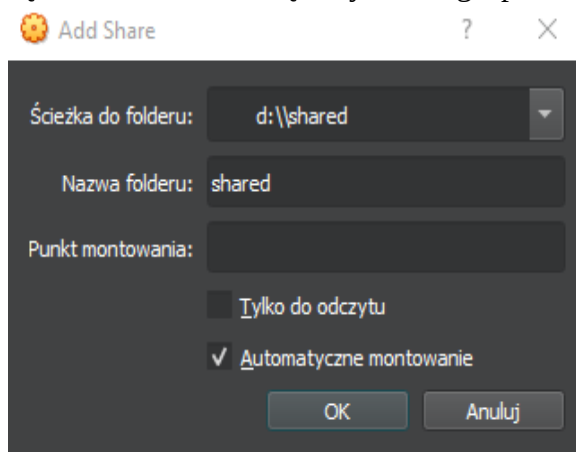 Add Share ?
Ścieżka do folderu: d:\\shared
Nazwa folderu: shared
Punkt montowania:
Tylko do odczytu
Automatyczne montowanie
OK Anuluj